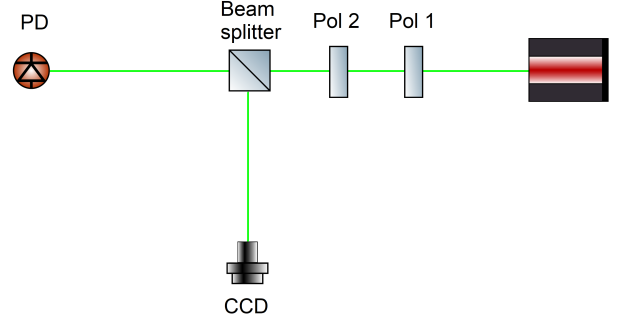 PD
Beam
splitter
Pol 2
Pol 1
CCD